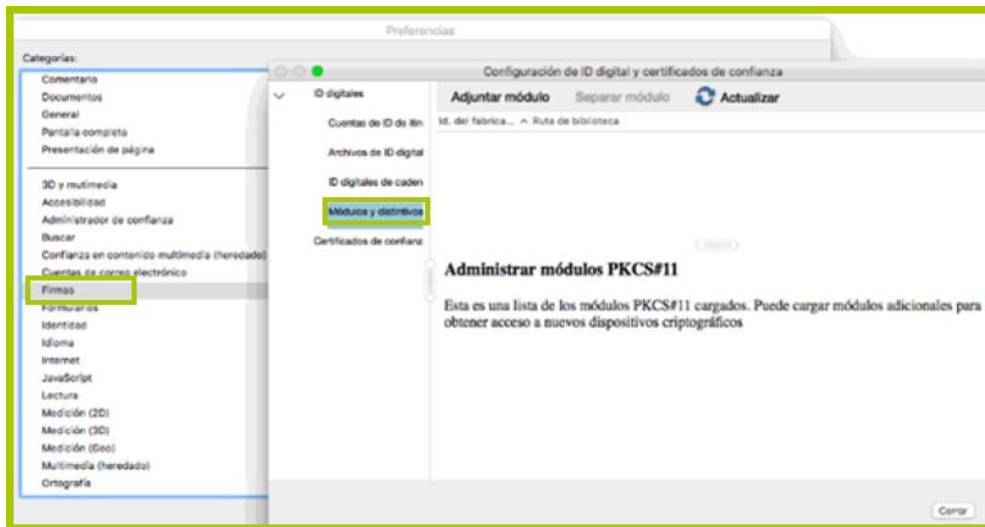 Preferencias
Categorías:
Comentario
Documentos
General
Pantalla completa
Presentación de página
3D y mutimedia
Accesibilidad
Administrador de confianza
Buscar
Confianza en contenido multimedia (heredado)
Cuentas de correo electrónico
Firmas
Formularios
Identidad
Idioma
Internet
JavaScript
Lectura
Medición (2D)
Medición (3D)
Medición (Geo)
Multimedia (heredado)
Ortografía
Configuración de ID digital y certificados de confianza
ID digitales
Cuentas de ID de itin
Archivos de ID digital
ID digitales de caden
Módulos y distintivos
Certificados de confianz
Adjuntar módulo Separar módulo Actualizar
Id. del fabrica... Ruta de biblioteca
Administrar módulos PKCS#11
Esta es una lista de los módulos PKCS#11 cargados. Puede cargar módulos adicionales para
obtener acceso a nuevos dispositivos criptográficos
Cerrar